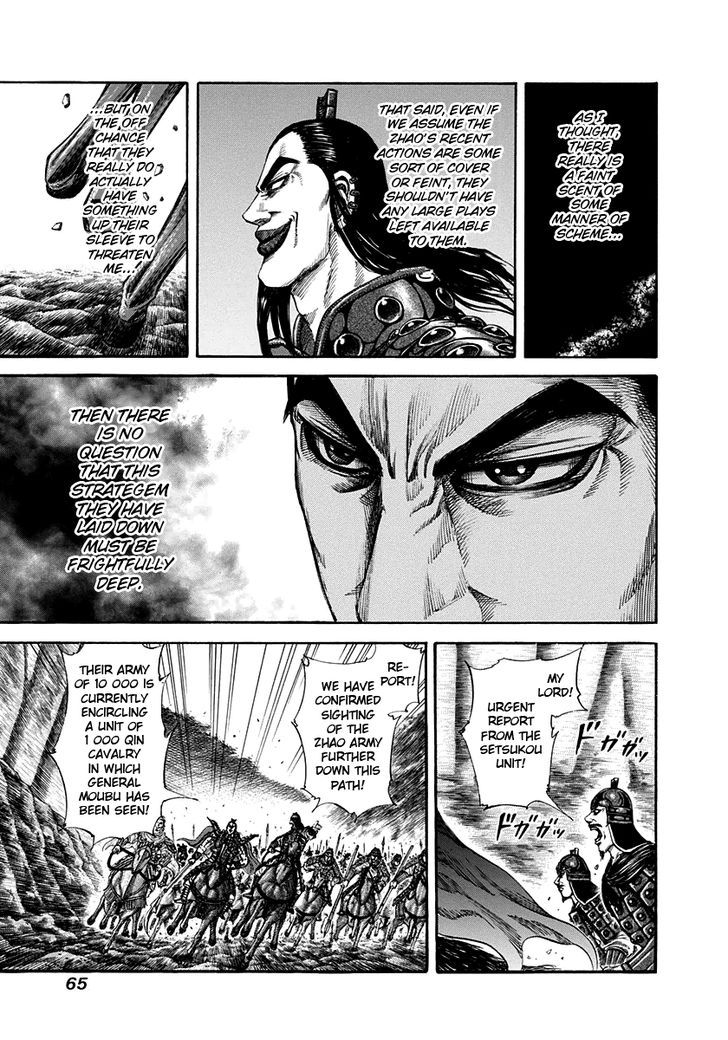 AS I
THOUGHT,
THERE
REALLY IS
A FAINT
SCENT OF
SOME
MANNER OF
SCHEME...
THAT SAID, EVEN IF
WE ASSUME THE
ZHAO'S RECENT
ACTIONS ARE SOME
SORT OF COVER
OR FEINT, THEY
SHOULDN'T HAVE
ANY LARGE PLAYS
LEFT AVAILABLE
TO THEM.
...BUT ON
THE OFF
CHANCE
THAT THEY
REALLY DO
ACTUALLY
HAVE
SOMETHING
UP THEIR
SLEEVE TO
THREATEN
ME...
THEN THERE
IS NO
QUESTION
THAT THIS
STRATEGEM
THEY HAVE
LAID DOWN
MUST BE
FRIGHTFULLY
DEEP.
MY
LORD!
URGENT
REPORT
FROM THE
SETSUKOU
UNIT!
ドガガッ
ドガガッ
RE-
PORT!
WE HAVE
CONFIRMED
SIGHTING
OF THE
ZHAO ARMY
FURTHER
DOWN THIS
PATH!
THEIR ARMY
OF 10 000 IS
CURRENTLY
ENCIRCLING
A UNIT OF
1 000 QIN
CAVALRY
IN WHICH
GENERAL
MOUBU HAS
BEEN SEEN!
65